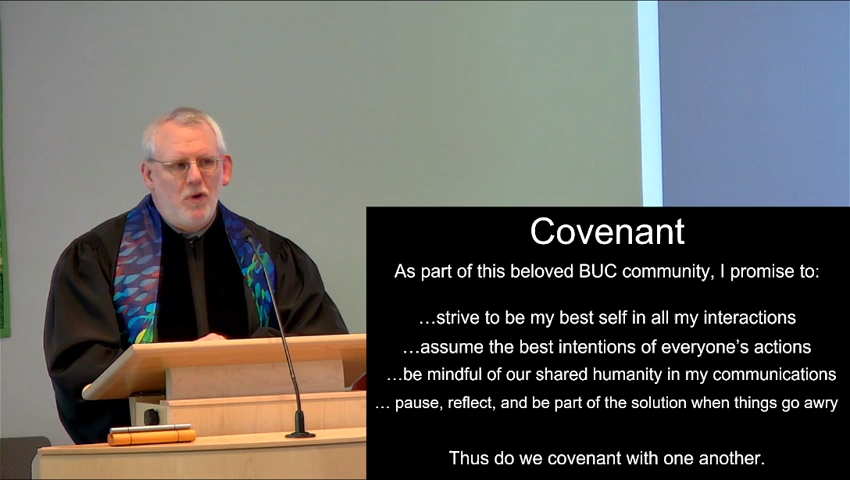 Covenant
As part of this beloved BUC community, I promise to:
…strive to be my best self in all my interactions
…assume the best intentions of everyone’s actions
…be mindful of our shared humanity in my communications
… pause, reflect, and be part of the solution when things go awry
Thus do we covenant with one another.